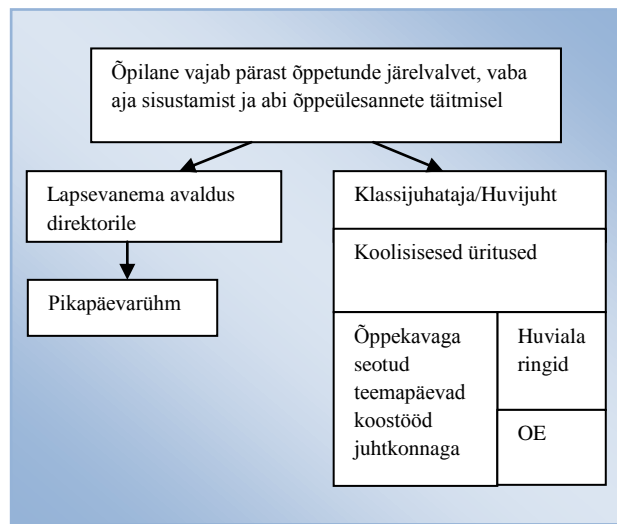 Õpilane vajab pärast õppetunde järelvalvet, vaba
aja sisustamist ja abi õppeülesannete täitmisel
Lapsevanema avaldus
direktorile
Pikapäevarühm
Klassijuhataja/Huvijuht
Koolisisesed üritused
Õppekavaga
seotud
teemapäevad
koostööd
juhtkonnaga
Huviala
ringid
OE